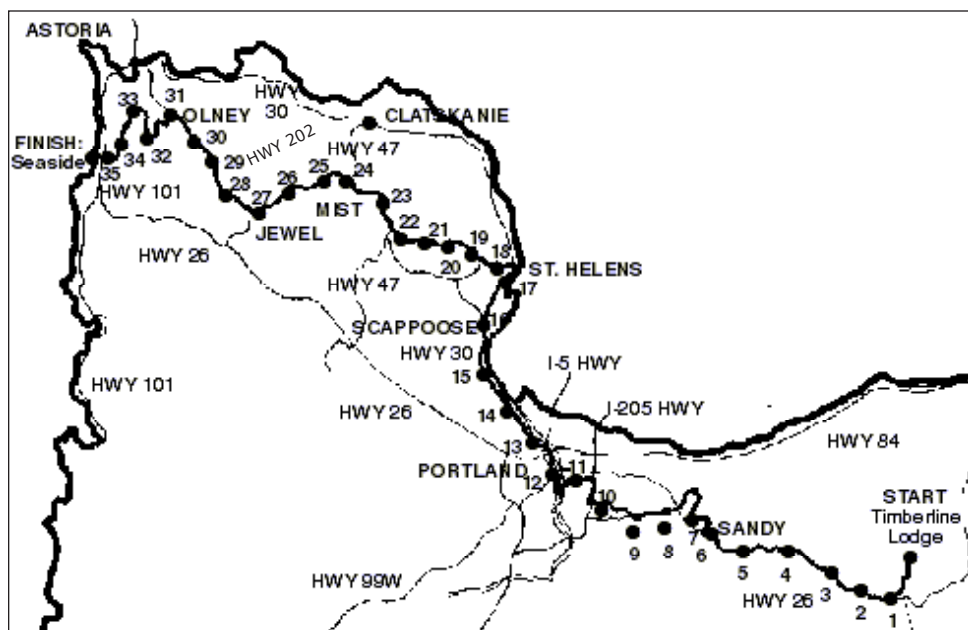 ASTORIA
33
31
OLNEY
HWY
30
CLATSKANIE
FINISH:
Seaside
34
32
30
HWY 202
HWY 47
35
29
25
24
HWY 101
28
27
26
MIST
23
JEWEL
22
21
19
18
HWY 26
20
ST. HELENS
HWY 47
17
SCAPPOOSE
16
HWY 30
I-5 HWY
15
HWY 101
HWY 26
14
I-205 HWY
13
HWY 84
PORTLAND
11
12
START
Timberline
Lodge
10
SANDY
7
9
8
6
5
4
HWY 99W
3
HWY 26
2
1